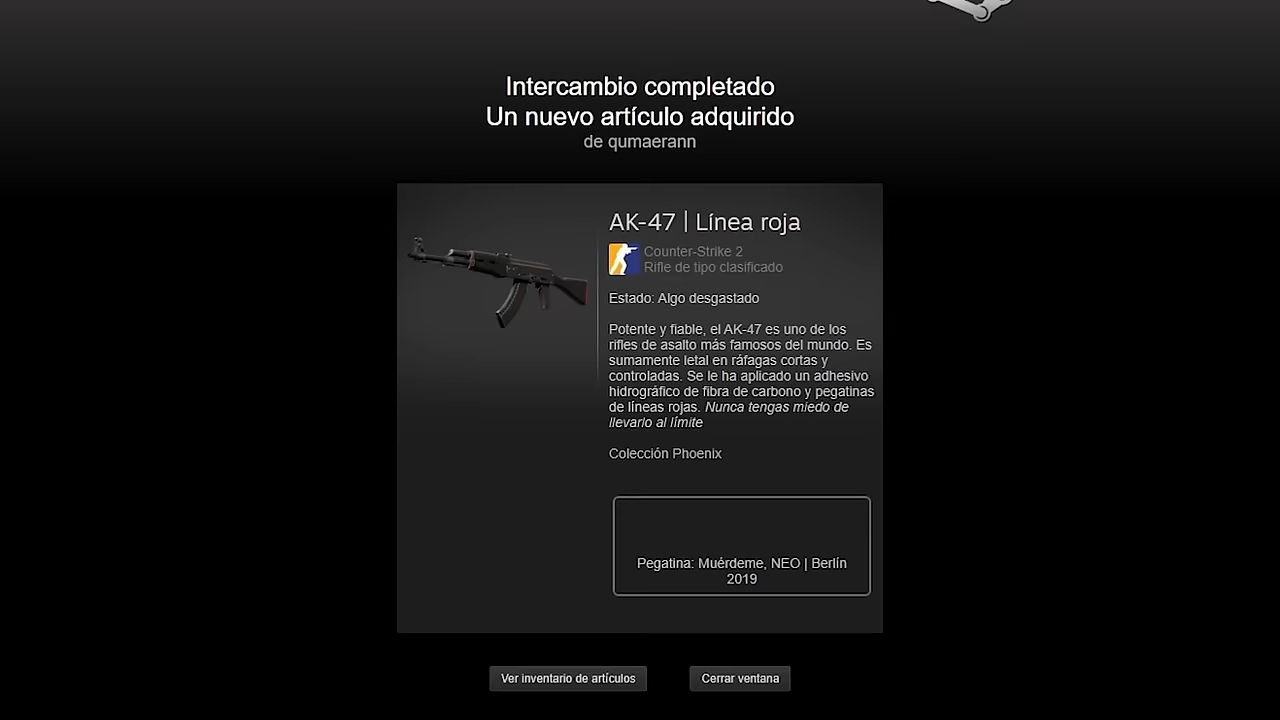 Intercambio completado
Un nuevo artículo adquirido
de qumaerann
AK-47 | Línea roja
Counter-Strike 2
Rifle de tipo clasificado
Estado: Algo desgastado
Potente y fiable, el AK-47 es uno de los
rifles de asalto más famosos del mundo. Es
sumamente letal en ráfagas cortas y
controladas. Se le ha aplicado un adhesivo
hidrográfico de fibra de carbono y pegatinas
de líneas rojas. Nunca tengas miedo de
llevarlo al límite
Colección Phoenix
Pegatina: Muérdeme, NEO | Berlín
2019
Ver inventario de artículos
Cerrar ventana